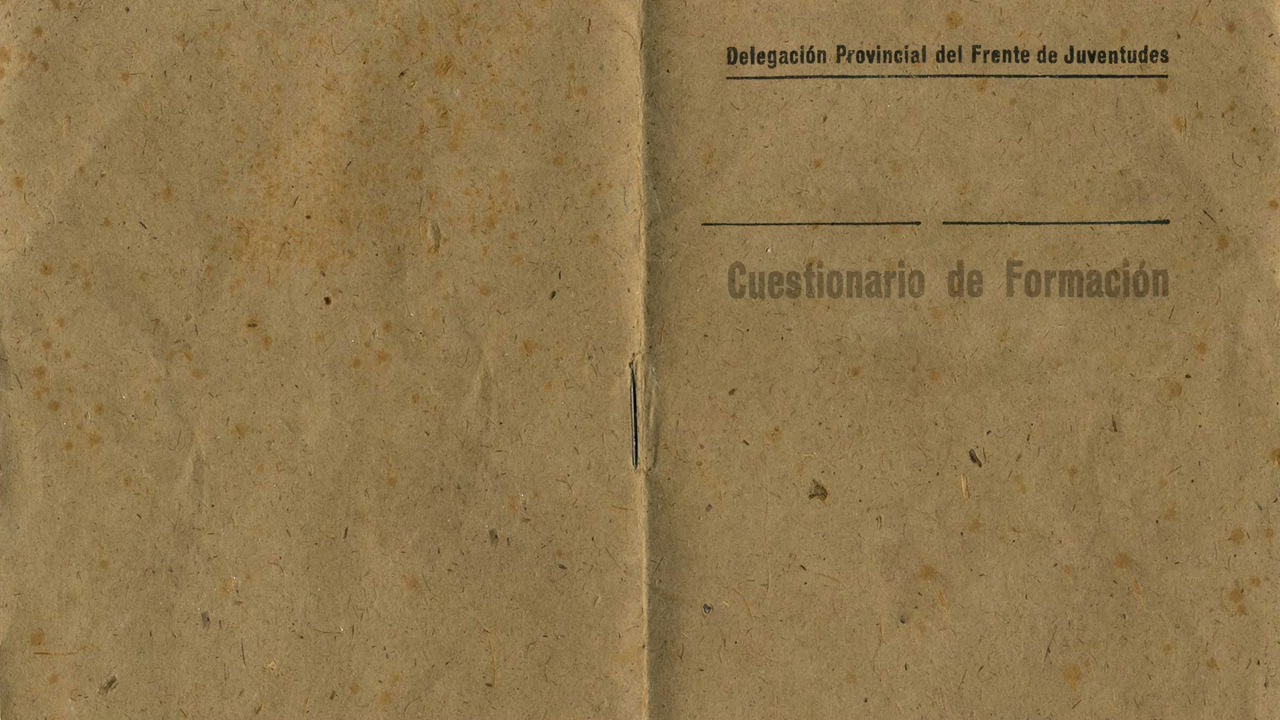 Delegación Provincial del Frente de Juventudes
Cuestionario de Formación